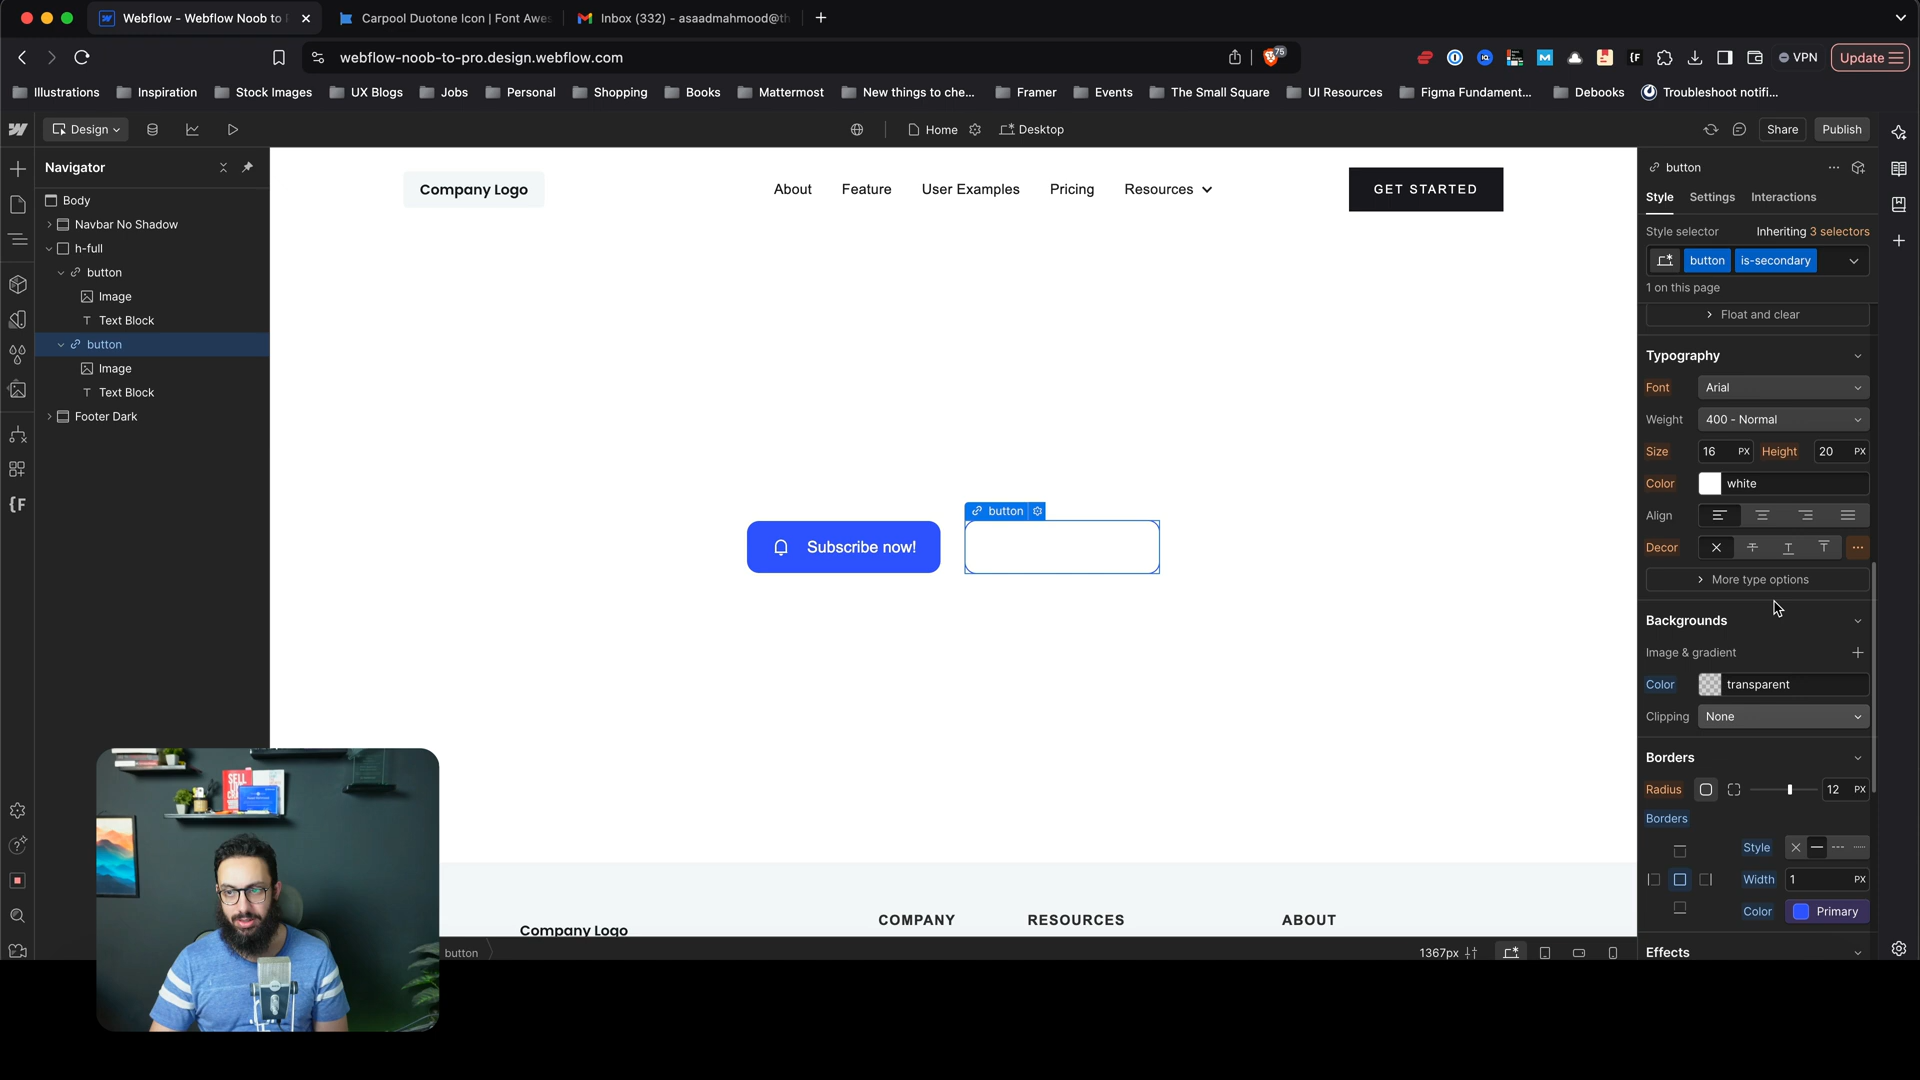 Webflow - Webflow Noob to
Carpool Duotone Icon | Font Awes
Inbox (332) - asaadmahmood@th
webflow-noob-to-pro.design.webflow.com
75
VPN
Update
Illustrations
Inspiration
Stock Images
UX Blogs
Jobs
Personal
Shopping
Books
Mattermost
New things to che...
Framer
Events
The Small Square
UI Resources
Figma Fundament...
Debooks
Troubleshoot notifi...
Design
Home
Desktop
Share
Publish
Navigator
Body
Navbar No Shadow
h-full
button
Image
Text Block
button
Image
Text Block
Footer Dark
Company Logo
About
Feature
User Examples
Pricing
Resources
GET STARTED
Subscribe now!
button
Company Logo
COMPANY
RESOURCES
ABOUT
button
1367px
button
Style
Settings
Interactions
Style selector
Inheriting 3 selectors
button
is-secondary
1 on this page
Float and clear
Typography
Font
Arial
Weight
400 - Normal
Size
16 PX
Height
20 PX
Color
white
Align
Decor
More type options
Backgrounds
Image & gradient
Color
transparent
Clipping
None
Borders
Radius
12 PX
Borders
Style
Width
1 PX
Color
Primary
Effects